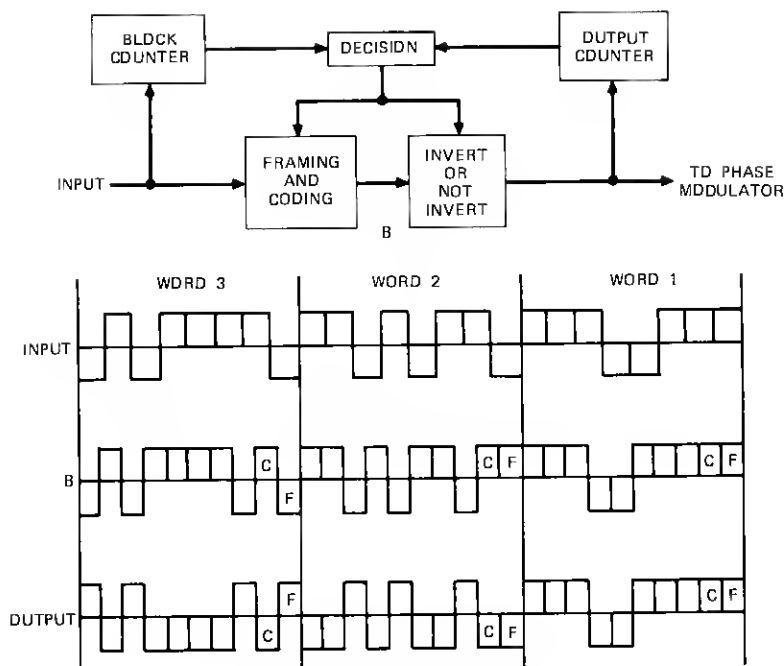 BLDCK
CDUNTER
DECISIDN
DUTPUT
CDUNTER
INPUT
FRAMING
AND
CODING
INVERT
OR
NOT
INVERT
TD PHASE
MDDULATOR
B
WDRD 3
WORD 2
WORD 1
INPUT
B
C
F
C F
C F
DUTPUT
F
C
C F
C F